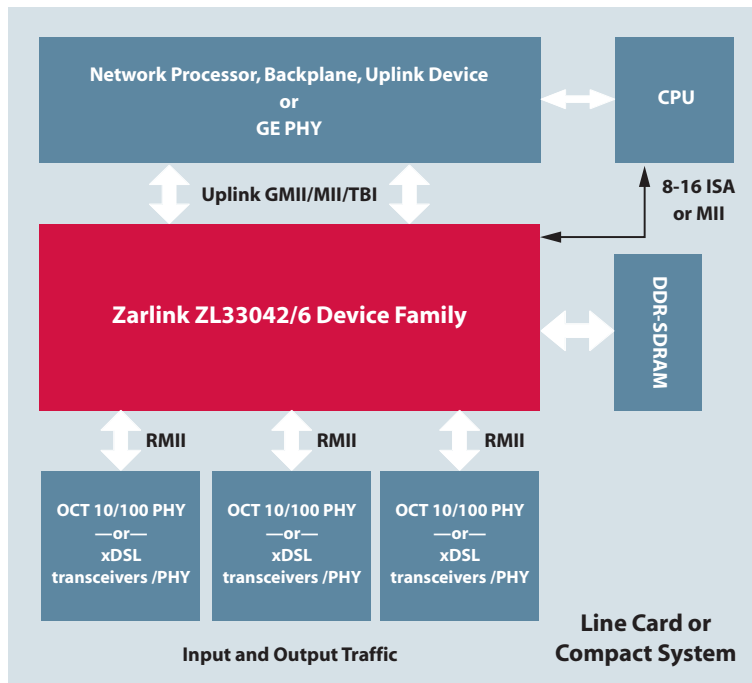 Network Processor, Backplane, Uplink Device
or
GE PHY
CPU
Uplink GMII/MII/TBI
8-16 ISA
or MII
Zarlink ZL33042/6 Device Family
DDR-SDRAM
RMII
RMII
RMII
OCT 10/100 PHY
—or—
xDSL
transceivers /PHY
OCT 10/100 PHY
—or—
xDSL
transceivers /PHY
OCT 10/100 PHY
—or—
xDSL
transceivers /PHY
Input and Output Traffic
Line Card or
Compact System